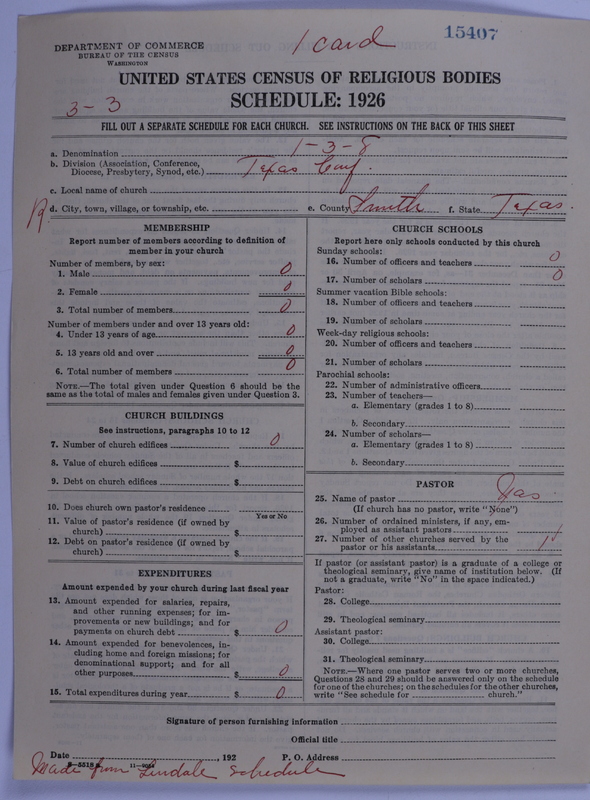 1 card
15407
DEPARTMENT OF COMMERCE
BUREAU OF THE CENSUS
WASHINGTON
UNITED STATES CENSUS OF RELIGIOUS BODIES
3-3
SCHEDULE: 1926
FILL OUT A SEPARATE SCHEDULE FOR EACH CHURCH. SEE INSTRUCTIONS ON THE BACK OF THIS SHEET
a. Denomination 1-3-8
b. Division (Association, Conference,
Diocese, Presbytery, Synod, etc.) Texas Conf.
c. Local name of church
R d. City, town, village, or township, etc. e. County Smith f. State Texas.
MEMBERSHIP
Report number of members according to definition of
member in your church
Number of members, by sex:
1. Male 0
2. Female 0
3. Total number of members 0
Number of members under and over 13 years old:
4. Under 13 years of age 0
5. 13 years old and over 0
6. Total number of members 0
NOTE.—The total given under Question 6 should be the
same as the total of males and females given under Question 3.
CHURCH BUILDINGS
See instructions, paragraphs 10 to 12
7. Number of church edifices 0
8. Value of church edifices $
9. Debt on church edifices $
10. Does church own pastor's residence
Yes or No
11. Value of pastor's residence (if owned by
church) $
12. Debt on pastor's residence (if owned by
church) $
EXPENDITURES
Amount expended by your church during last fiscal year
13. Amount expended for salaries, repairs,
and other running expenses; for im-
provements or new buildings; and for
payments on church debt $ 0
14. Amount expended for benevolences, in-
cluding home and foreign missions; for
denominational support; and for all
other purposes $ 0
15. Total expenditures during year $ 0
CHURCH SCHOOLS
Report here only schools conducted by this church
Sunday schools:
16. Number of officers and teachers 0
17. Number of scholars 0
Summer vacation Bible schools:
18. Number of officers and teachers
19. Number of scholars
Week-day religious schools:
20. Number of officers and teachers
21. Number of scholars
Parochial schools:
22. Number of administrative officers
23. Number of teachers—
a. Elementary (grades 1 to 8)
b. Secondary
24. Number of scholars—
a. Elementary (grades 1 to 8)
b. Secondary
PASTOR
25. Name of pastor
(If church has no pastor, write "None")
26. Number of ordained ministers, if any, em-
ployed as assistant pastors
27. Number of other churches served by the
pastor or his assistants 1
If pastor (or assistant pastor) is a graduate of a college or
theological seminary, give name of institution below. (If
not a graduate, write "No" in the space indicated.)
Pastor:
28. College
29. Theological seminary
Assistant pastor:
30. College
31. Theological seminary
NOTE.—Where one pastor serves two or more churches,
Questions 28 and 29 should be answered only on the schedule
for one of the churches; on the schedules for the other churches,
write "See schedule for church."
Signature of person furnishing information
Official title
Date , 192 P. O. Address
8-5518 11-2024
Made from Lindale Schedule